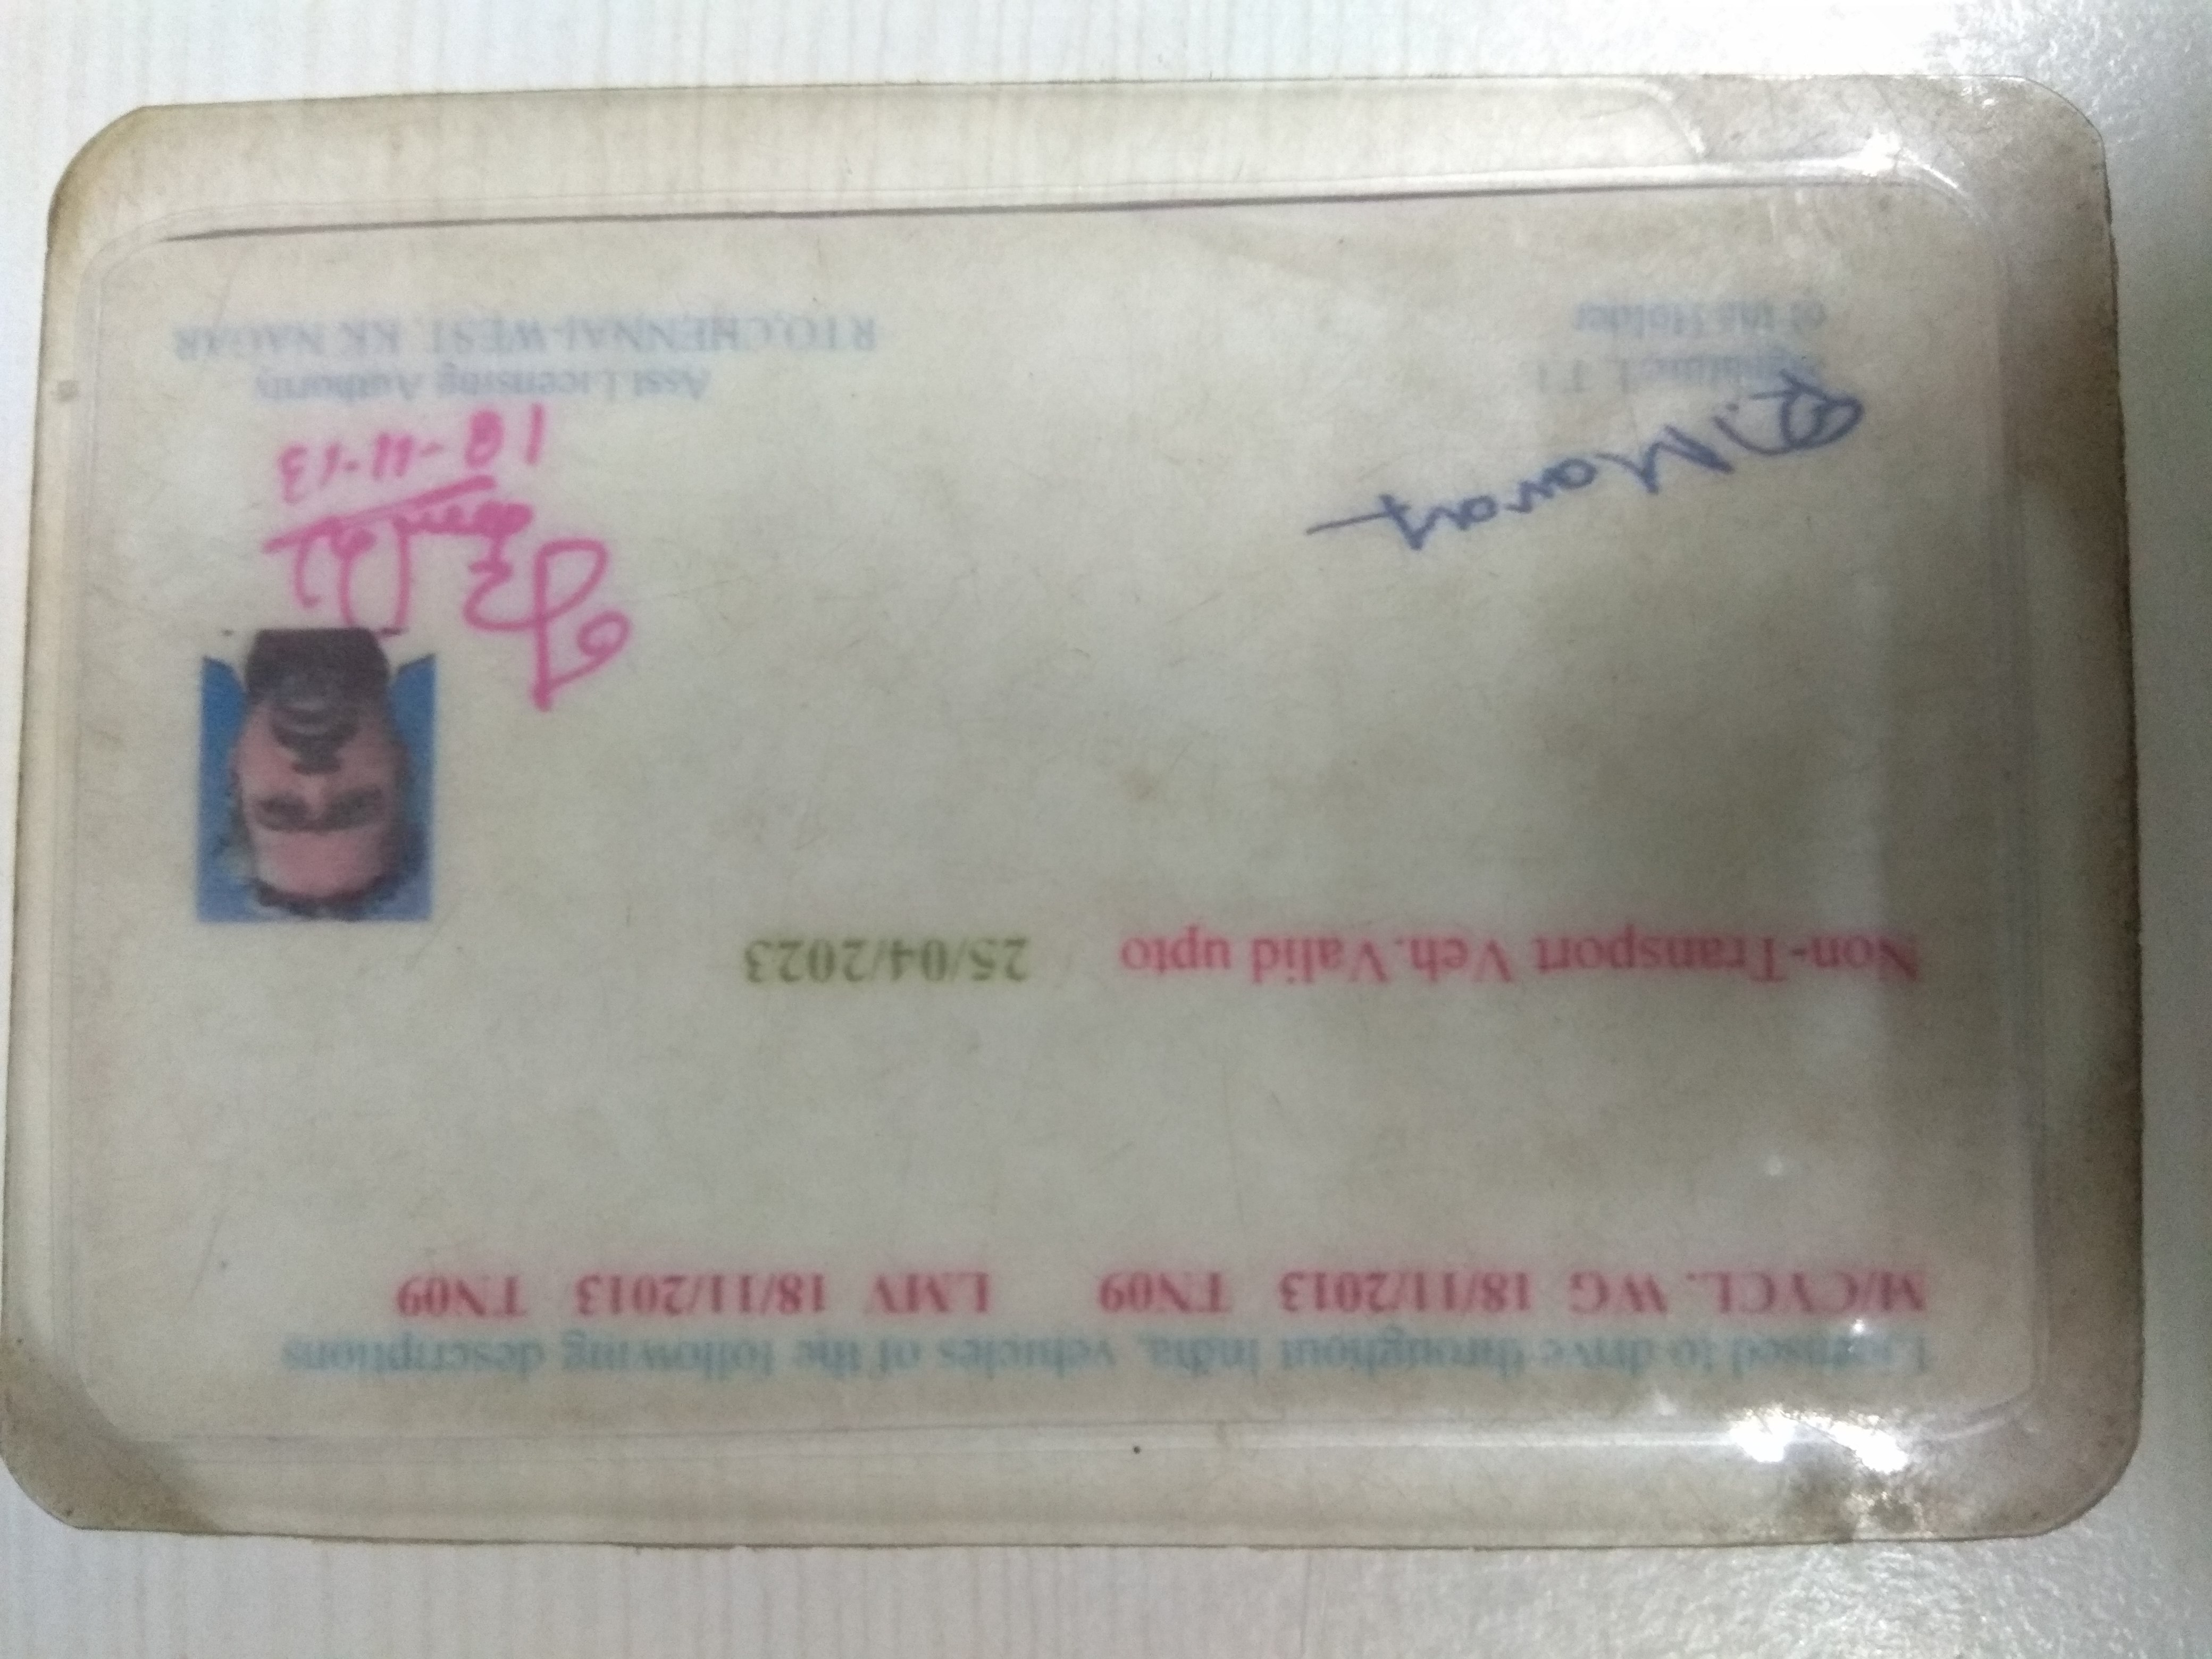 Licensed to drive throughout India, vehicles of the following descriptions
M/CYCL. WG 18/11/2013 TN09 LMV 18/11/2013 TN09
Non-Transport Veh.Valid upto 25/04/2023
18-11-13
Signature/L T I
of the Holder
Asst Licensing Authority
RTO,CHENNAI-WEST, KK NAGAR